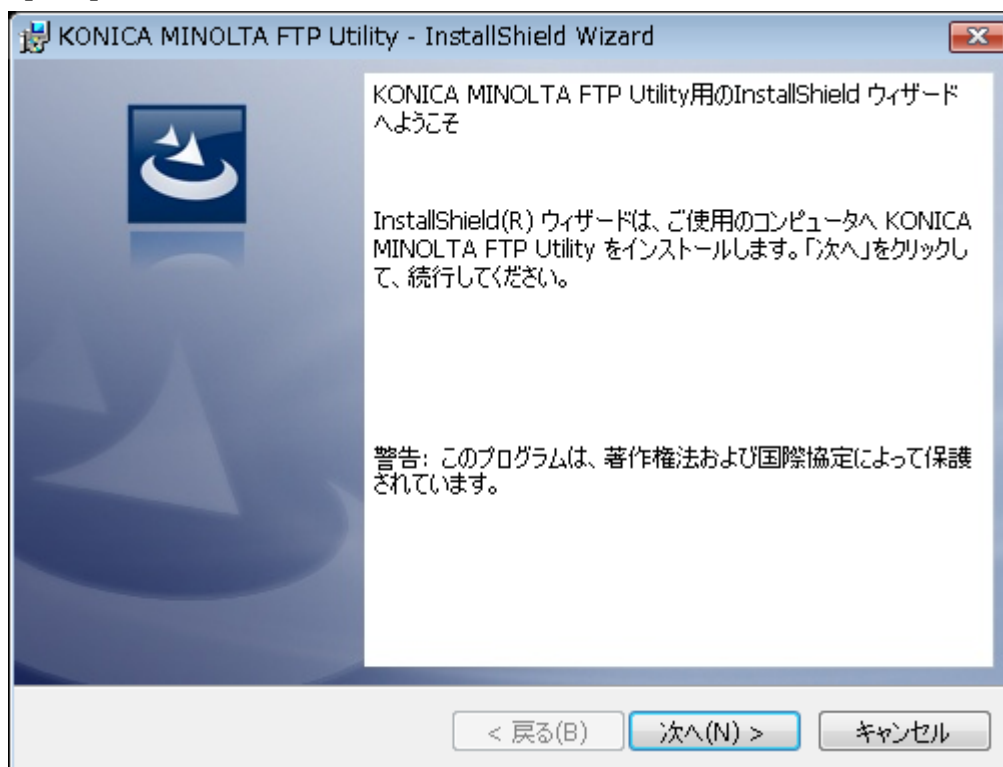 KONICA MINOLTA FTP Utility - InstallShield Wizard
KONICA MINOLTA FTP Utility用のInstallShield ウィザード
へようこそ
InstallShield(R) ウィザードは、ご使用のコンピュータへ KONICA
MINOLTA FTP Utility をインストールします。「次へ」をクリックし
て、続行してください。
警告: このプログラムは、著作権法および国際協定によって保護
されています。
< 戻る(B) 次へ(N) > キャンセル